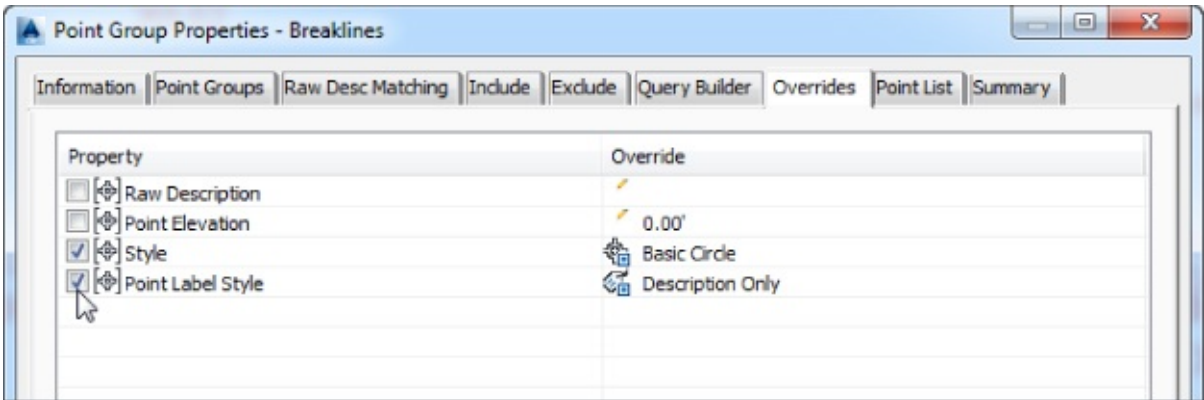 Point Group Properties - Breaklines
Information Point Groups Raw Desc Matching Include Exclude Query Builder Overrides Point List Summary
Property Override
Raw Description
Point Elevation 0.00'
Style Basic Circle
Point Label Style Description Only